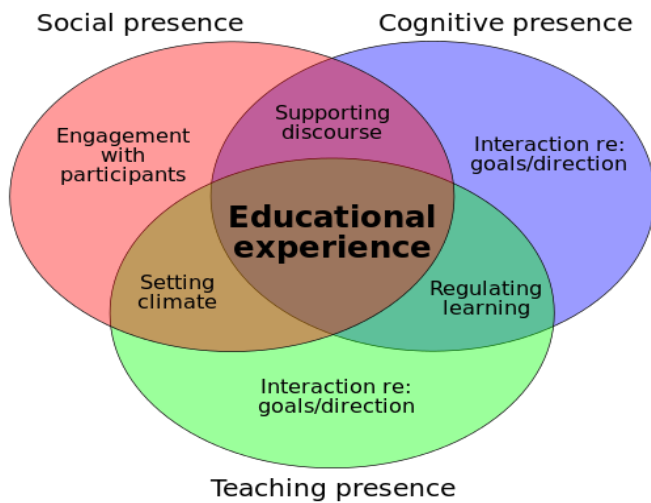 Social presence
Cognitive presence
Supporting
discourse
Engagement
with
participants
Interaction re:
goals/direction
Educational
experience
Setting
climate
Regulating
learning
Interaction re:
goals/direction
Teaching presence